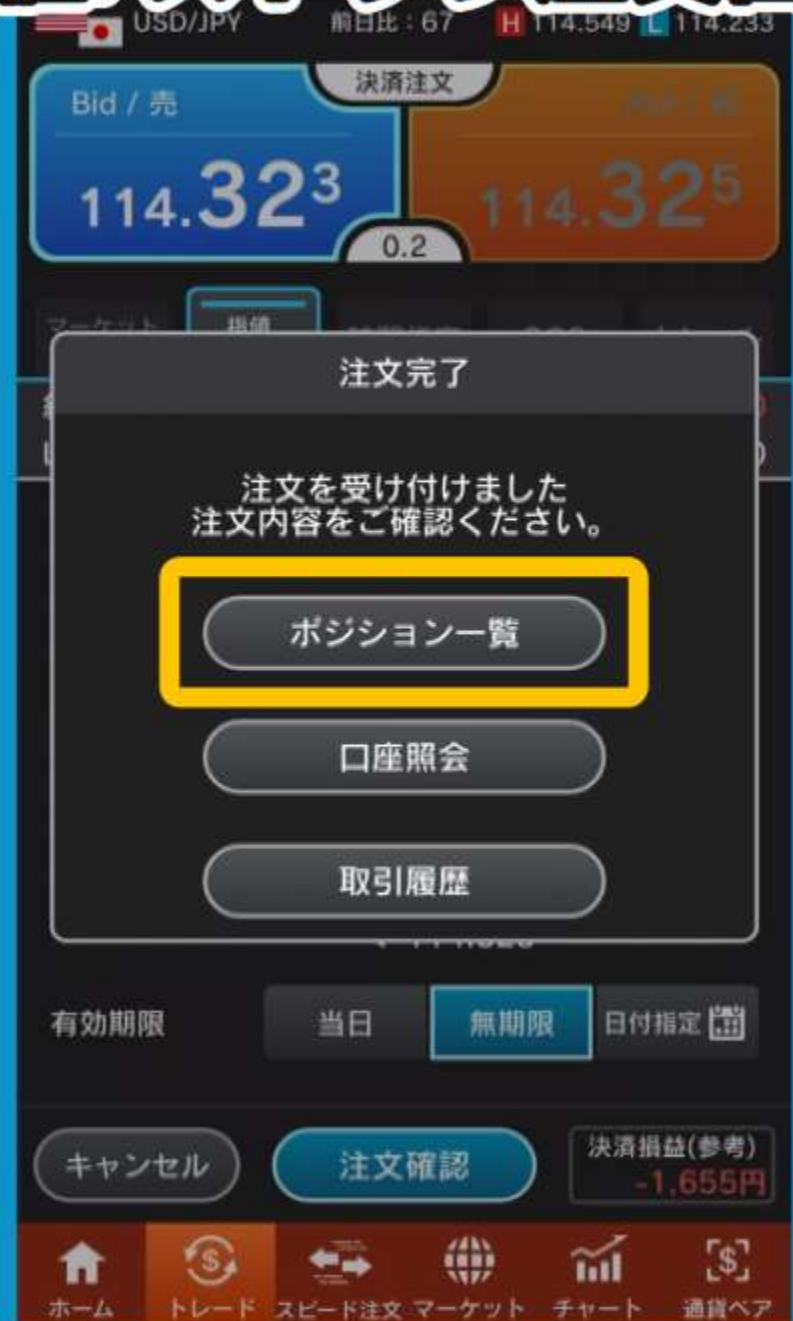 USD/JPY 前日比:67 H 114.549 L 114.233
決済注文
Bid / 売
114.323 114.325
0.2
注文完了
注文を受け付けました
注文内容をご確認ください。
ポジション一覧
口座照会
取引履歴
有効期限 当日 無期限 日付指定
キャンセル 注文確認 決済損益(参考)
-1,655円
ホーム トレード スピード注文 マーケット チャート 通貨ペア